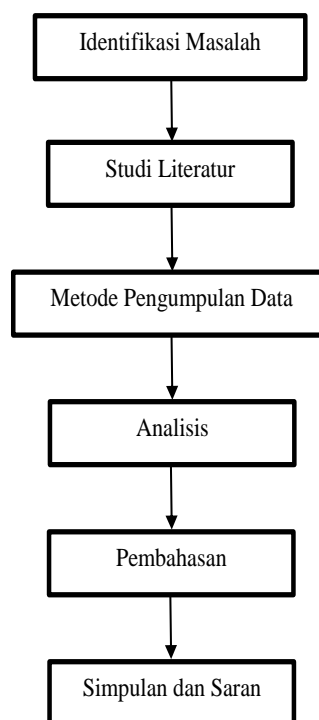 Identifikasi Masalah
Studi Literatur
Metode Pengumpulan Data
Analisis
Pembahasan
Simpulan dan Saran